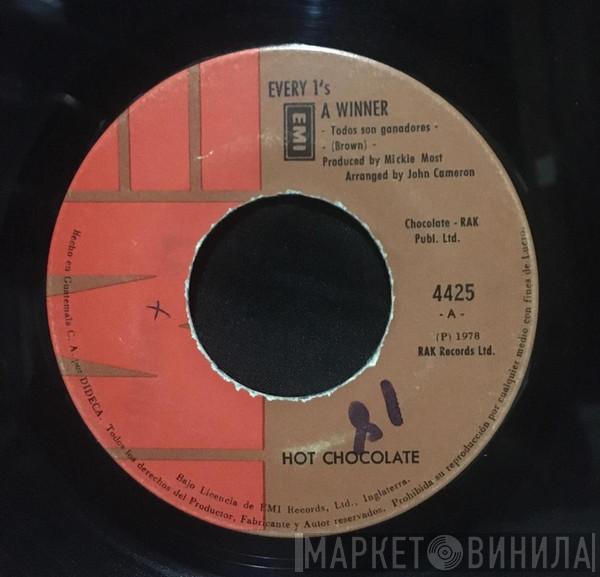 EVERY 1's
A WINNER
EMI
- Todos son ganadores -
- (Brown) -
Produced by Mickie Most
Arranged by John Cameron
Chocolate - RAK
Publ. Ltd.
4425
- A -
(P) 1978
RAK Records Ltd.
81
HOT CHOCOLATE
Hecho en Guatemala C. A. por DIDECA. Todos los derechos del Productor, Fabricante y Autor reservados. Prohibida su reproducción por cualquier medio con fines de Lucro.
Bajo Licencia de EMI Records, Ltd., Inglaterra.
МАРКЕТ ВИНИЛА